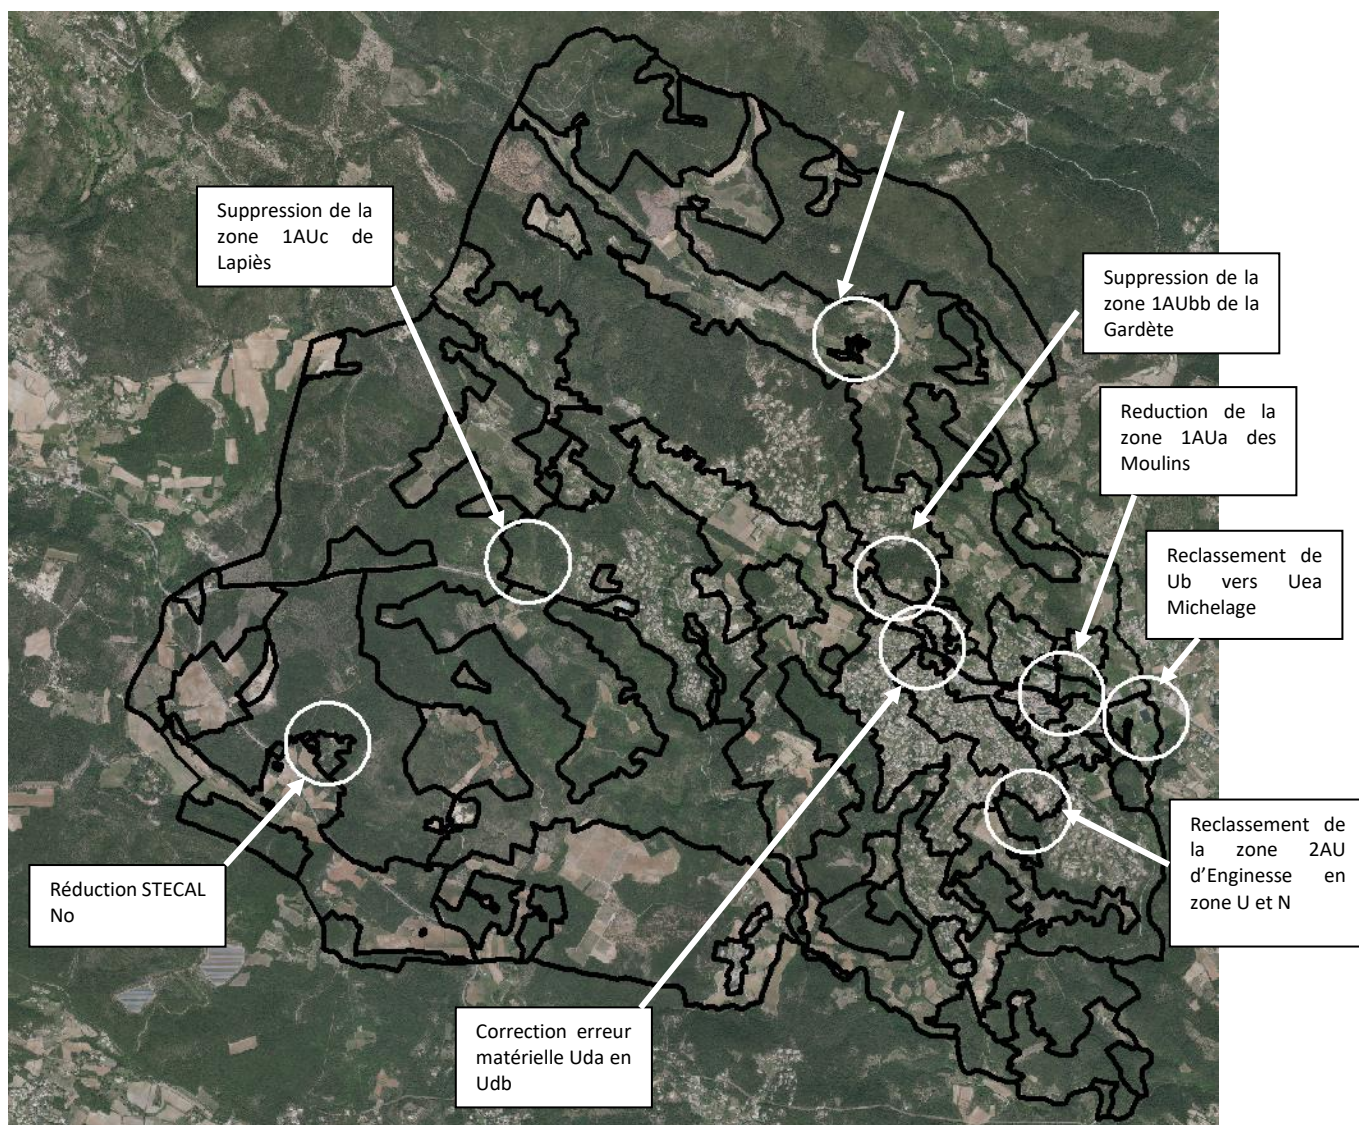 Suppression de la
zone 1AUc de
Lapiès
Suppression de la
zone 1AUbb de la
Gardète
Reduction de la
zone 1AUa des
Moulins
Reclassement de
Ub vers Uea
Michelage
Réduction STECAL
No
Reclassement de
la zone 2AU
d’Enginesse en
zone U et N
Correction erreur
matérielle Uda en
Udb